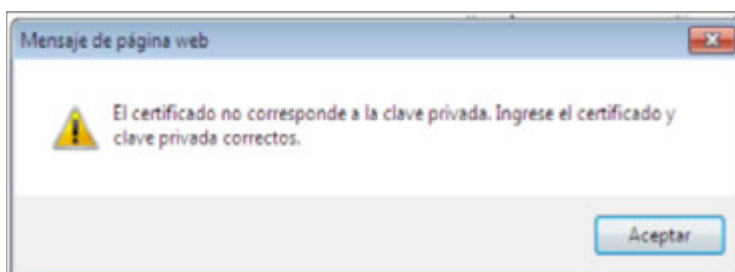 Mensaje de página web
El certificado no corresponde a la clave privada. Ingrese el certificado y
clave privada correctos.
Aceptar